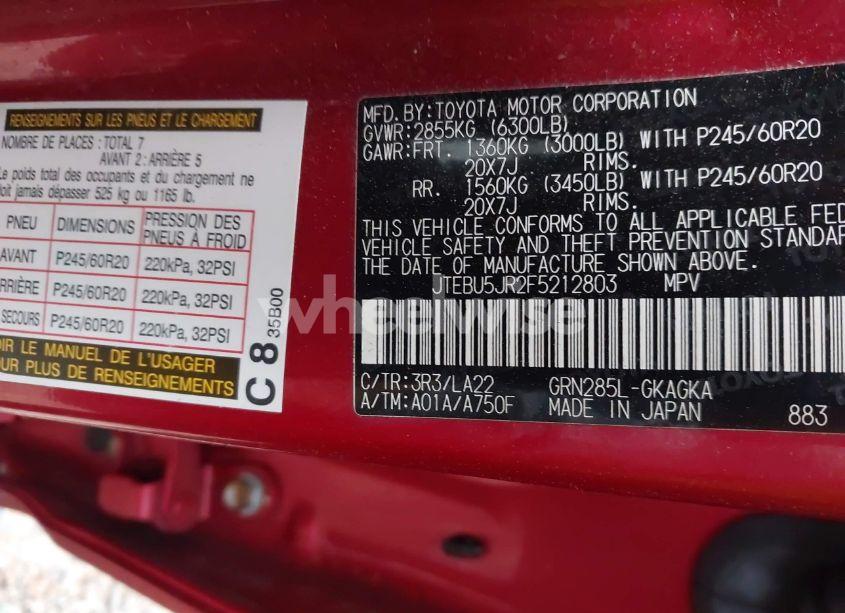 RENSEIGNEMENTS SUR LES PNEUS ET LE CHARGEMENT
NOMBRE DE PLACES : TOTAL 7
AVANT 2 : ARRIÈRE 5
Le poids total des occupants et du chargement ne
doit jamais dépasser 525 kg ou 1165 lb.
PNEU DIMENSIONS PRESSION DES PNEUS À FROID
AVANT P245/60R20 220kPa, 32PSI
ARRIÈRE P245/60R20 220kPa, 32PSI
SECOURS P245/60R20 220kPa, 32PSI
OIR LE MANUEL DE L'USAGER
POUR PLUS DE RENSEIGNEMENTS
C 8
35B00
MFD.BY:TOYOTA MOTOR CORPORATION
GVWR:2855KG (6300LB)
GAWR:FRT. 1360KG (3000LB) WITH P245/60R20
20X7J RIMS.
RR. 1560KG (3450LB) WITH P245/60R20
20X7J RIMS.
THIS VEHICLE CONFORMS TO ALL APPLICABLE FED
VEHICLE SAFETY AND THEFT PREVENTION STANDAR
THE DATE OF MANUFACTURE SHOWN ABOVE.
JTEBU5JR2F5212803 MPV
C/TR:3R3/LA22 GRN285L-GKAGKA
A/TM:A01A/A750F MADE IN JAPAN 883
wheelwise